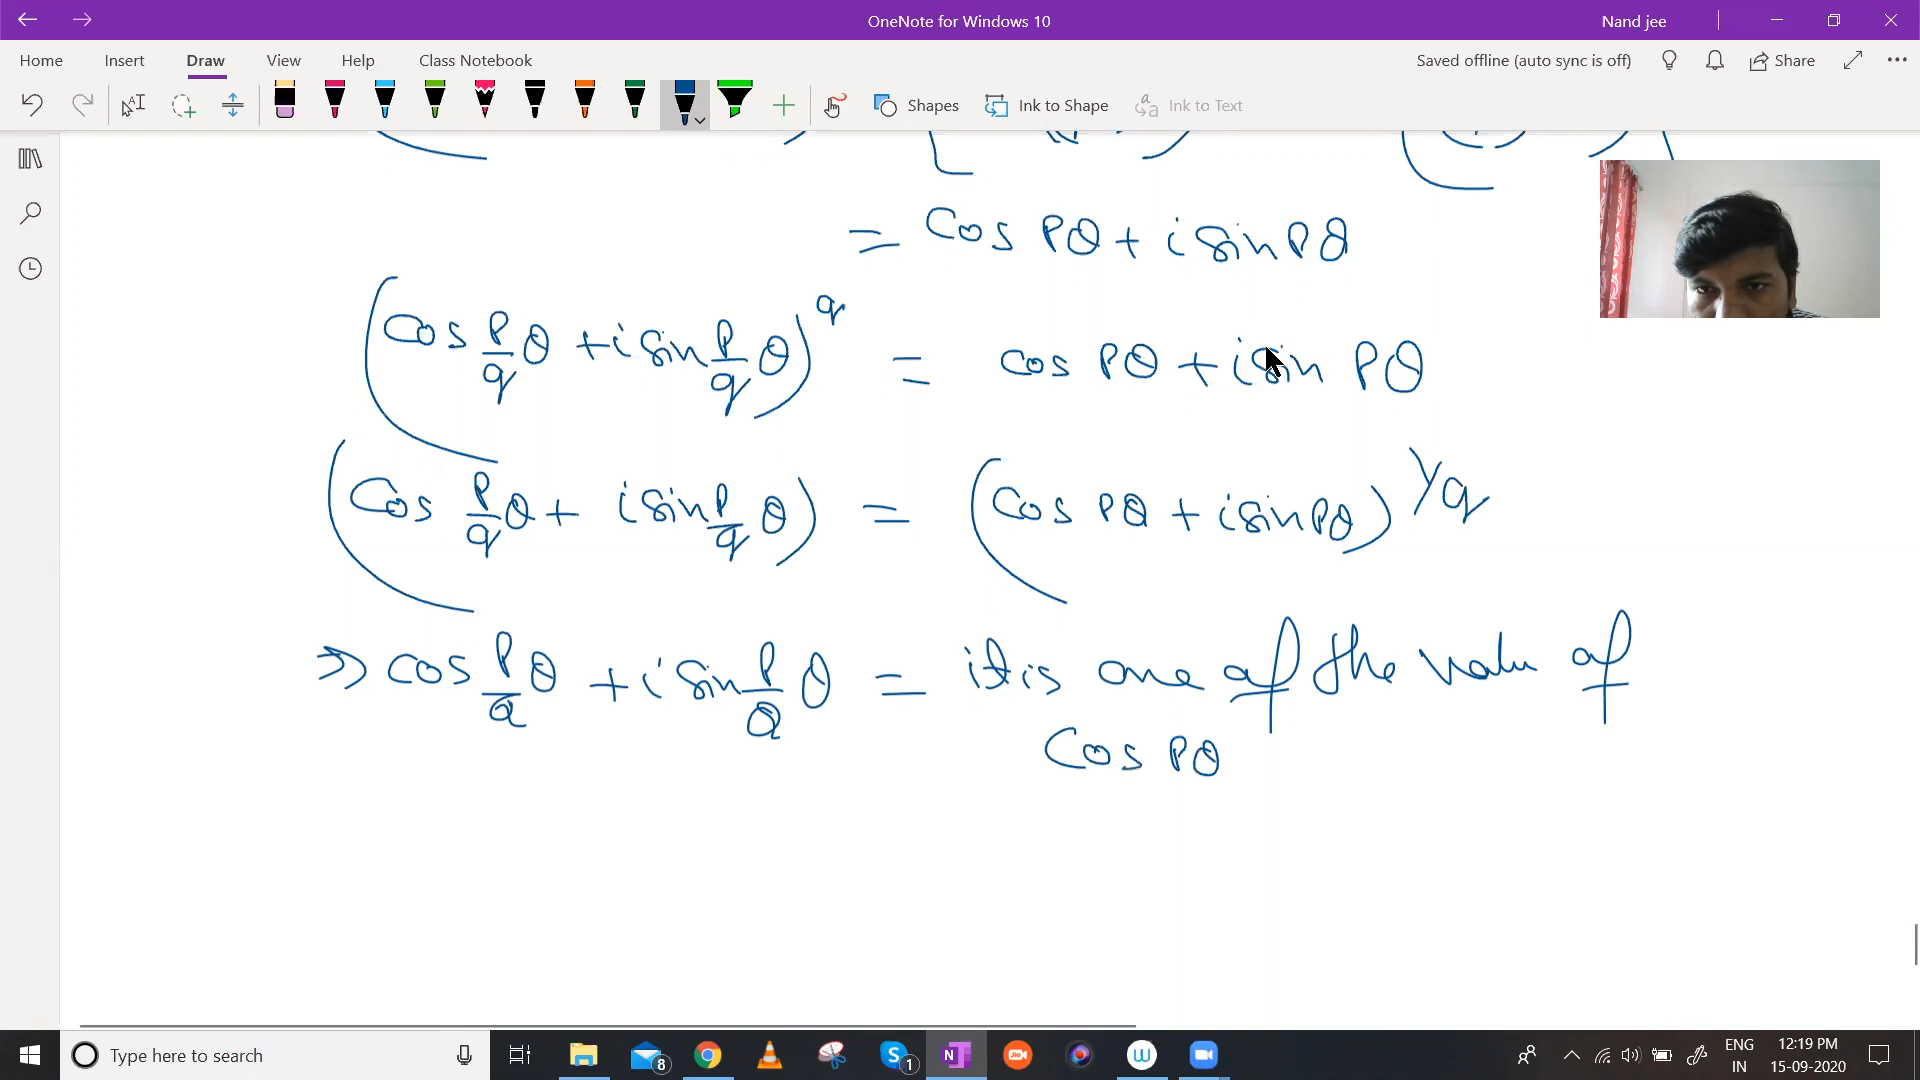 OneNote for Windows 10
Nand jee
Home Insert Draw View Help Class Notebook
Saved offline (auto sync is off) Share
Shapes Ink to Shape Ink to Text
= Cos Pθ + i sin Pθ
(Cos P/q θ + i sin P/q θ)^q = cos Pθ + i sin Pθ
(Cos P/q θ + i sin P/q θ) = (Cos Pθ + i sin Pθ)^1/q
⇒ cos P/q θ + i sin P/q θ = it is one of the value of
Cos Pθ
Type here to search
8
1
N
Jio
W
ENG
IN
12:19 PM
15-09-2020